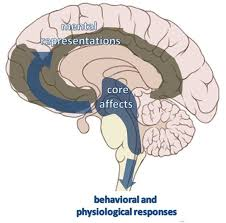 mental
representations
core
affects
behavioral and
physiological responses